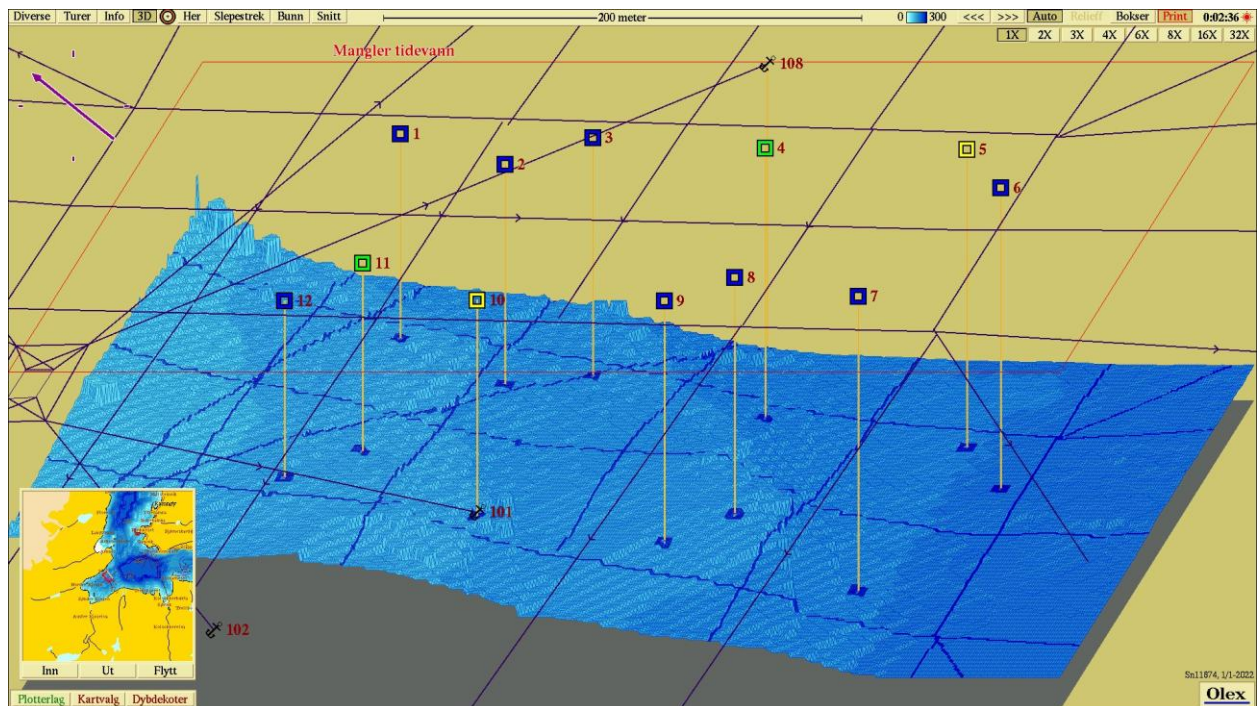 Diverse Turer Info 3D Her Slepestrek Bunn Snitt 200 meter 0 300 <<< >>> Auto Relieff Bokser Print 0:02:36
1X 2X 3X 4X 6X 8X 16X 32X
Mangler tidevann
108
1
3
2
4
5
6
11
8
12
10
9
7
101
102
Inn Ut Flytt
Plotterlag Kartvalg Dybdekoter
Sn11874, 1/1-2022
Olex